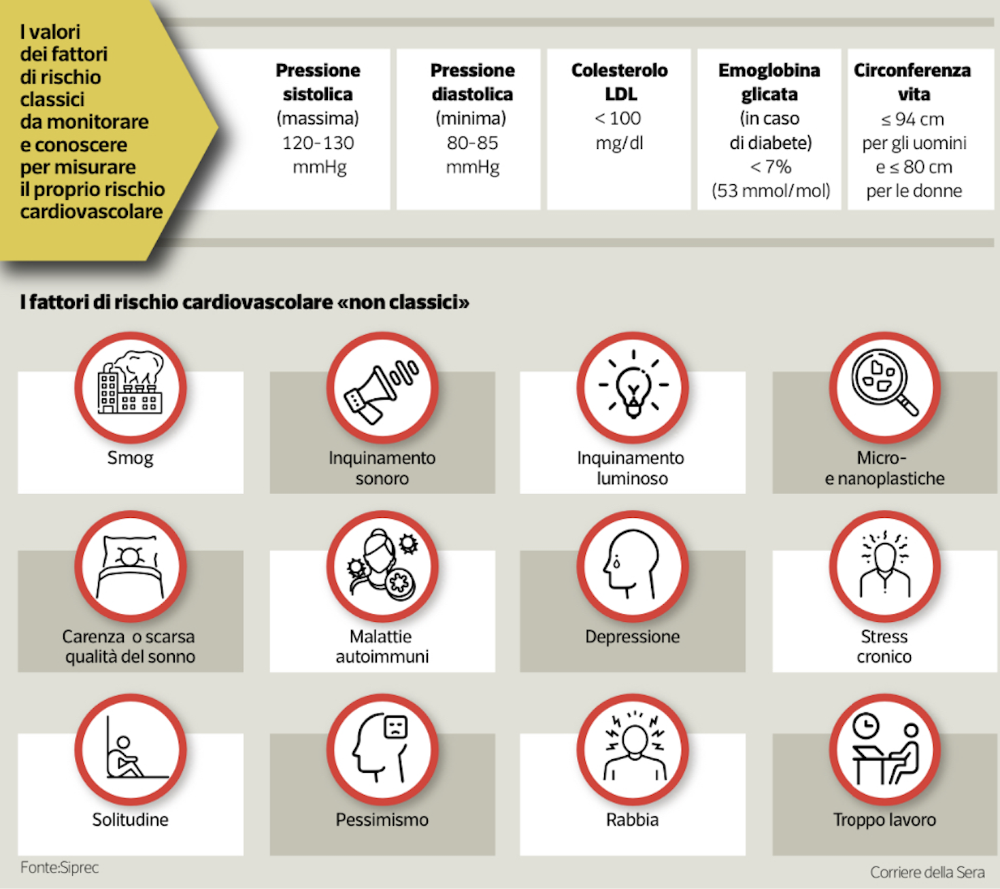 I valori
dei fattori
di rischio
classici
da monitorare
e conoscere
per misurare
il proprio rischio
cardiovascolare
Pressione
sistolica
(massima)
120-130
mmHg
Pressione
diastolica
(minima)
80-85
mmHg
Colesterolo
LDL
< 100
mg/dl
Emoglobina
glicata
(in caso
di diabete)
< 7%
(53 mmol/mol)
Circonferenza
vita
≤ 94 cm
per gli uomini
e ≤ 80 cm
per le donne
I fattori di rischio cardiovascolare «non classici»
Smog
Inquinamento
sonoro
Inquinamento
luminoso
Micro-
e nanoplastiche
Carenza o scarsa
qualità del sonno
Malattie
autoimmuni
Depressione
Stress
cronico
Solitudine
Pessimismo
Rabbia
Troppo lavoro
Fonte:Siprec
Corriere della Sera